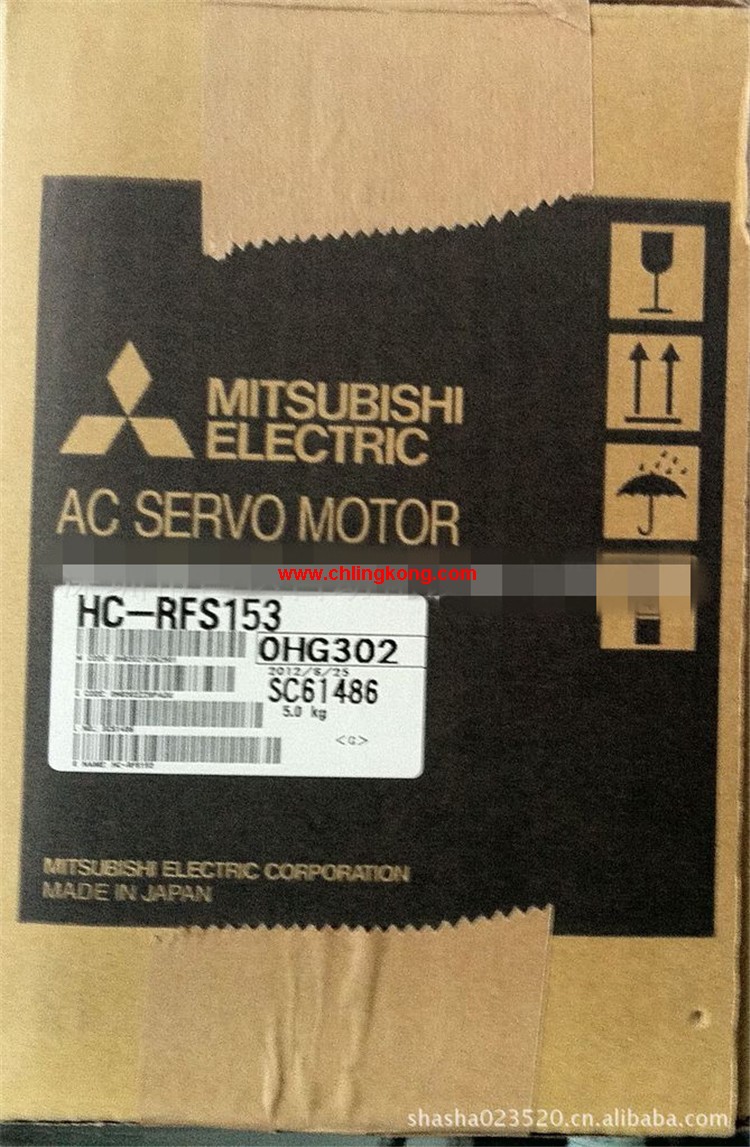 MITSUBISHI
ELECTRIC
AC SERVO MOTOR
www.chlingkong.com
HC-RFS153
OHG302
2012/8/25
SC61486
5.0 kg
<G>
MITSUBISHI ELECTRIC CORPORATION
MADE IN JAPAN
shasha023520.cn.alibaba.com